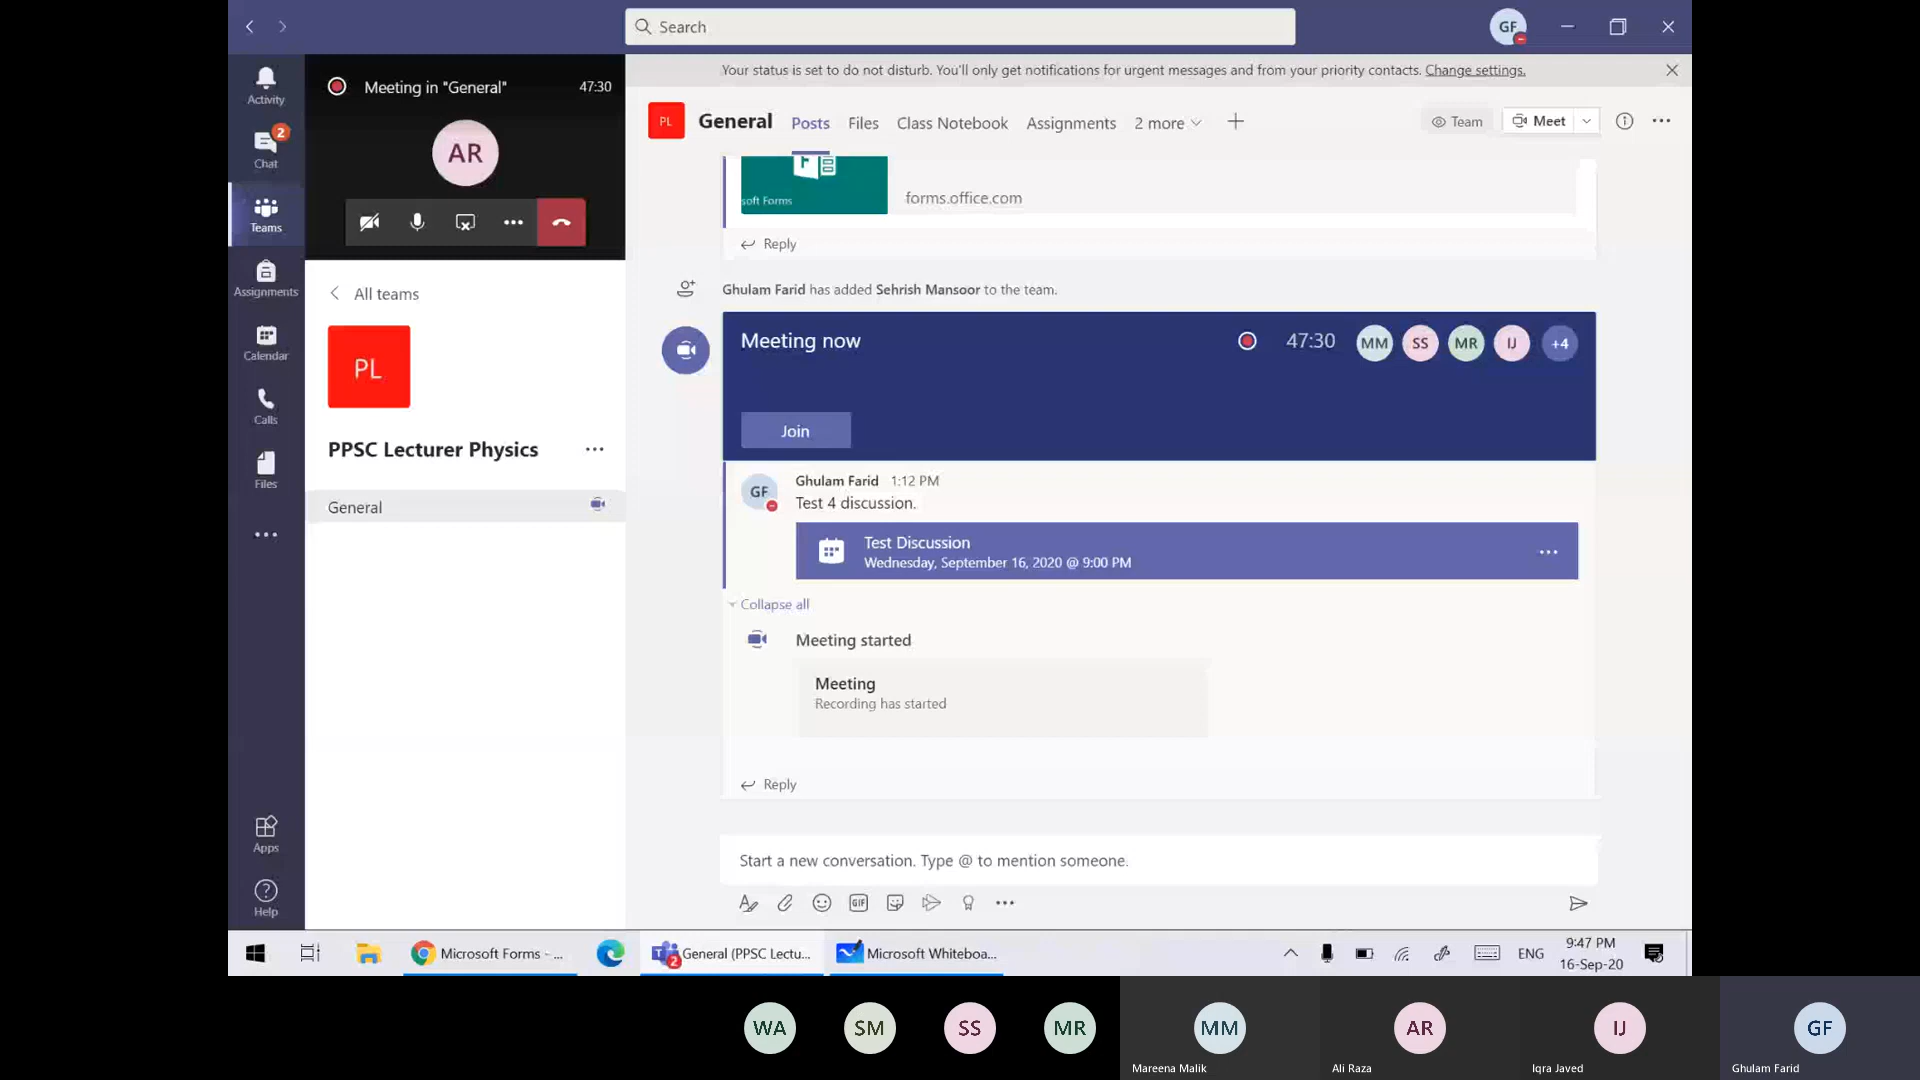 Search
GF
Activity
2
Chat
Teams
Assignments
Calendar
Calls
Files
Apps
Help
Meeting in "General"
47:30
AR
All teams
PL
PPSC Lecturer Physics
General
Your status is set to do not disturb. You'll only get notifications for urgent messages and from your priority contacts. Change settings.
PL
General
Posts
Files
Class Notebook
Assignments
2 more
Team
Meet
soft Forms
forms.office.com
Reply
Ghulam Farid has added Sehrish Mansoor to the team.
Meeting now
47:30
MM
SS
MR
IJ
+4
Join
GF
Ghulam Farid 1:12 PM
Test 4 discussion.
Test Discussion
Wednesday, September 16, 2020 @ 9:00 PM
Collapse all
Meeting started
Meeting
Recording has started
Reply
Start a new conversation. Type @ to mention someone.
GIF
Microsoft Forms - ...
2
General (PPSC Lectu...
Microsoft Whiteboa...
ENG
9:47 PM
16-Sep-20
WA
SM
SS
MR
MM
AR
IJ
GF
Mareena Malik
Ali Raza
Iqra Javed
Ghulam Farid